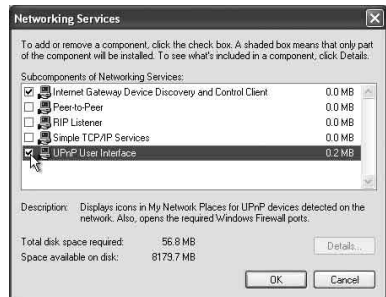 Networking Services
To add or remove a component, click the check box. A shaded box means that only part
of the component will be installed. To see what's included in a component, click Details.
Subcomponents of Networking Services:
Internet Gateway Device Discovery and Control Client 0.0 MB
Peer-to-Peer 0.0 MB
RIP Listener 0.0 MB
Simple TCP/IP Services 0.0 MB
UPnP User Interface 0.2 MB
Description: Displays icons in My Network Places for UPnP devices detected on the
network. Also, opens the required Windows Firewall ports.
Total disk space required: 56.8 MB
Details...
Space available on disk: 8179.7 MB
OK Cancel